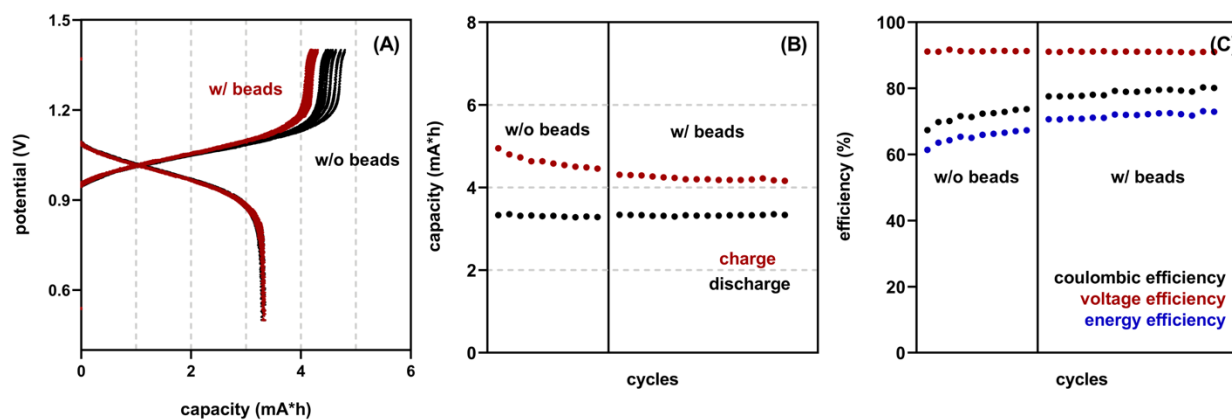 (A)
1.5
1.2
0.9
0.6
potential (V)
w/ beads
w/o beads
0
2
4
6
capacity (mA*h)
(B)
8
6
4
2
0
capacity (mA*h)
w/o beads
w/ beads
charge
discharge
cycles
(C)
100
80
60
40
20
0
efficiency (%)
w/o beads
w/ beads
coulombic efficiency
voltage efficiency
energy efficiency
cycles